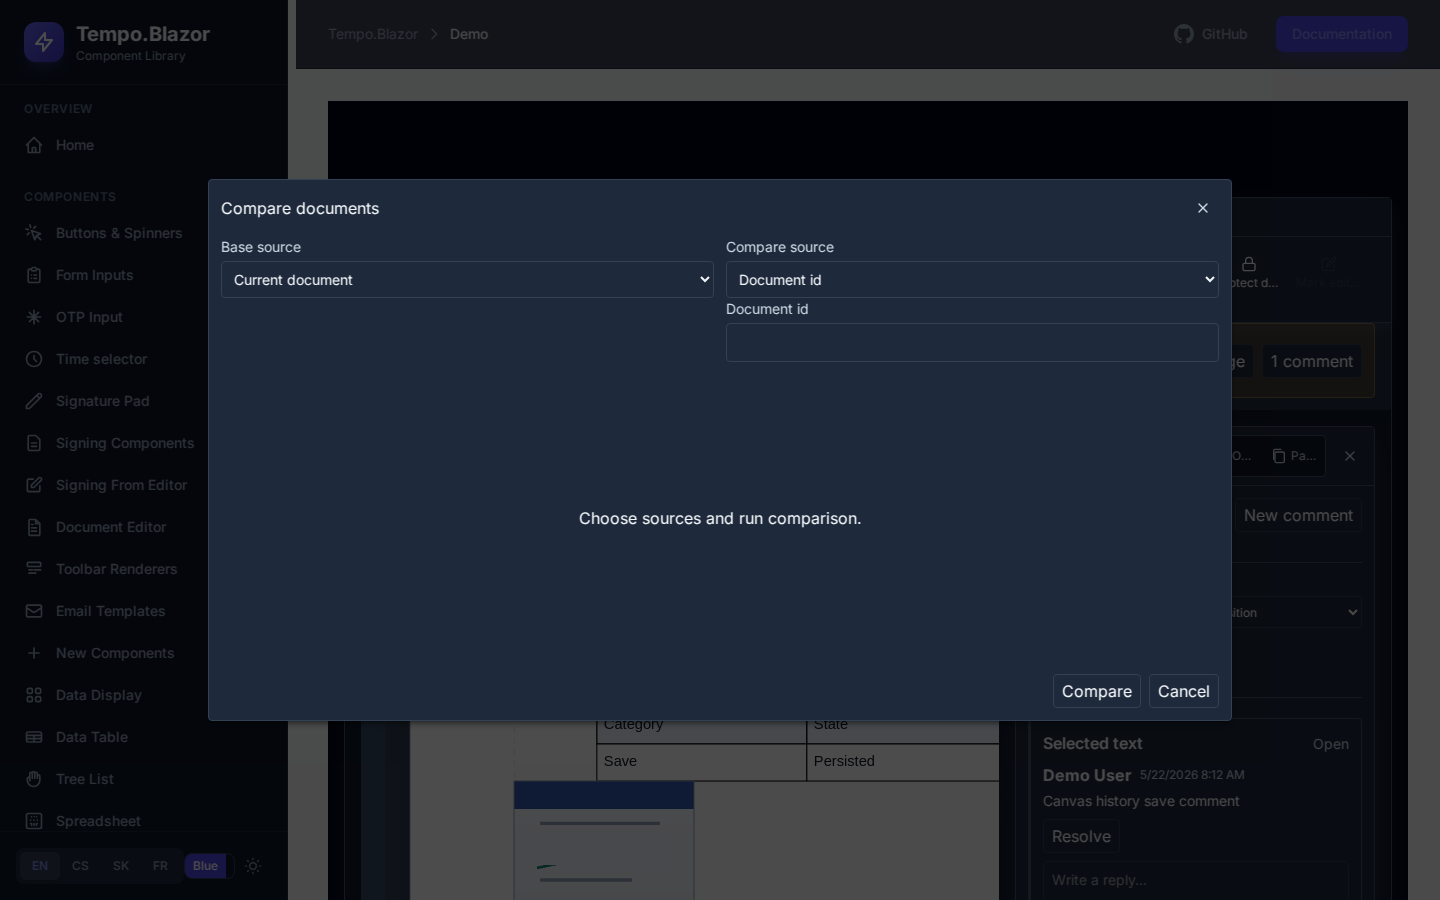 Tempo.Blazor
Component Library
Tempo.Blazor
Demo
GitHub
Documentation
OVERVIEW
Home
COMPONENTS
Buttons & Spinners
Form Inputs
OTP Input
Time selector
Signature Pad
Signing Components
Signing From Editor
Document Editor
Toolbar Renderers
Email Templates
New Components
Data Display
Data Table
Tree List
Spreadsheet
EN CS SK FR Blue
Compare documents
Base source
Current document
Compare source
Document id
Document id
Choose sources and run comparison.
Compare Cancel
otect d...
ge
1 comment
O...
Pa...
New comment
ition
Category State
Save Persisted
Selected text Open
Demo User 5/22/2026 8:12 AM
Canvas history save comment
Resolve
Write a reply...